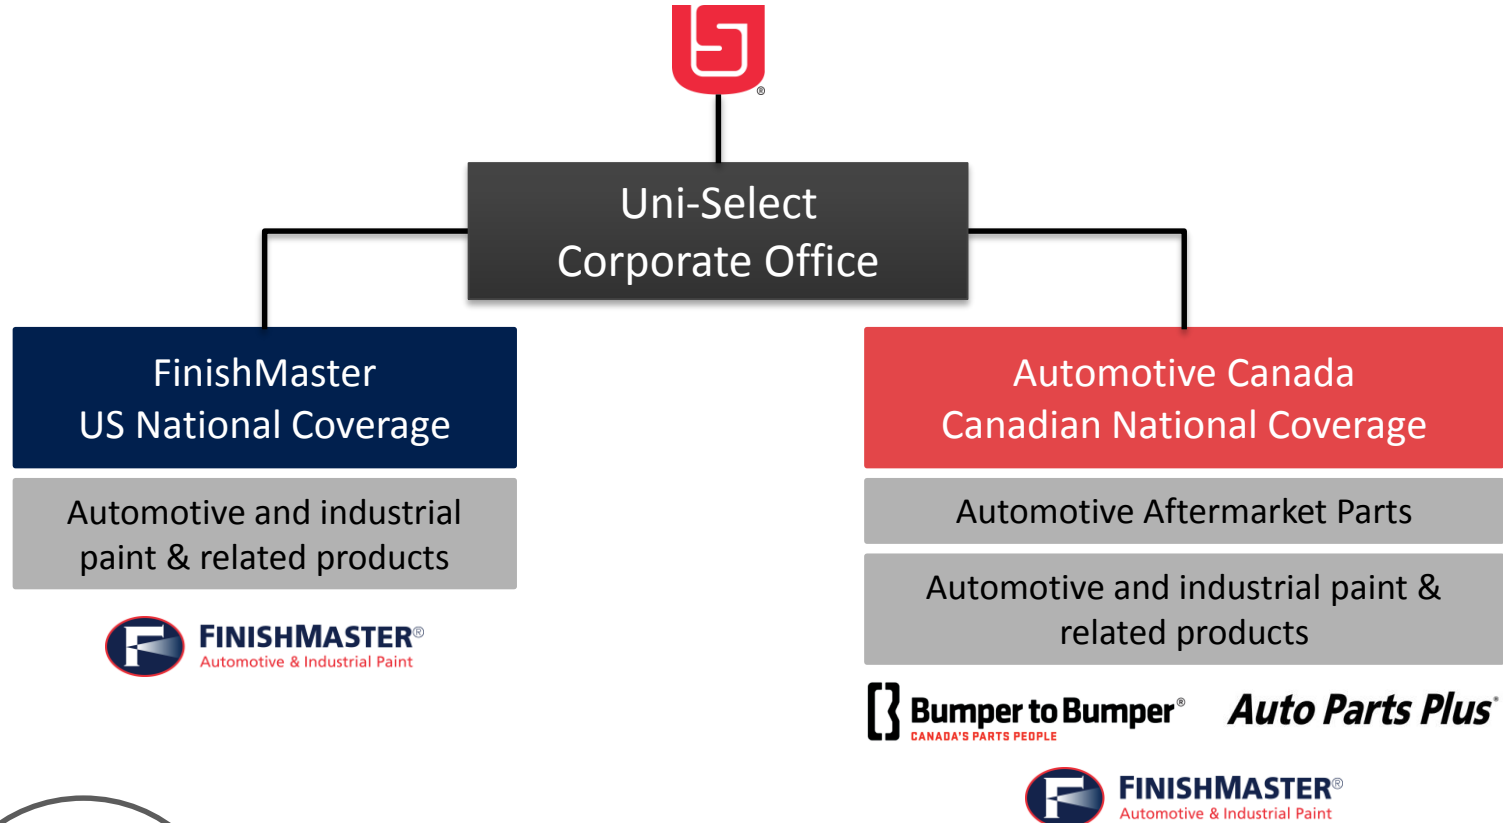 ®
Uni-Select
Corporate Office
FinishMaster
US National Coverage
Automotive and industrial
paint & related products
F FINISHMASTER®
Automotive & Industrial Paint
Automotive Canada
Canadian National Coverage
Automotive Aftermarket Parts
Automotive and industrial paint &
related products
Bumper to Bumper®
CANADA'S PARTS PEOPLE
Auto Parts Plus®
F FINISHMASTER®
Automotive & Industrial Paint